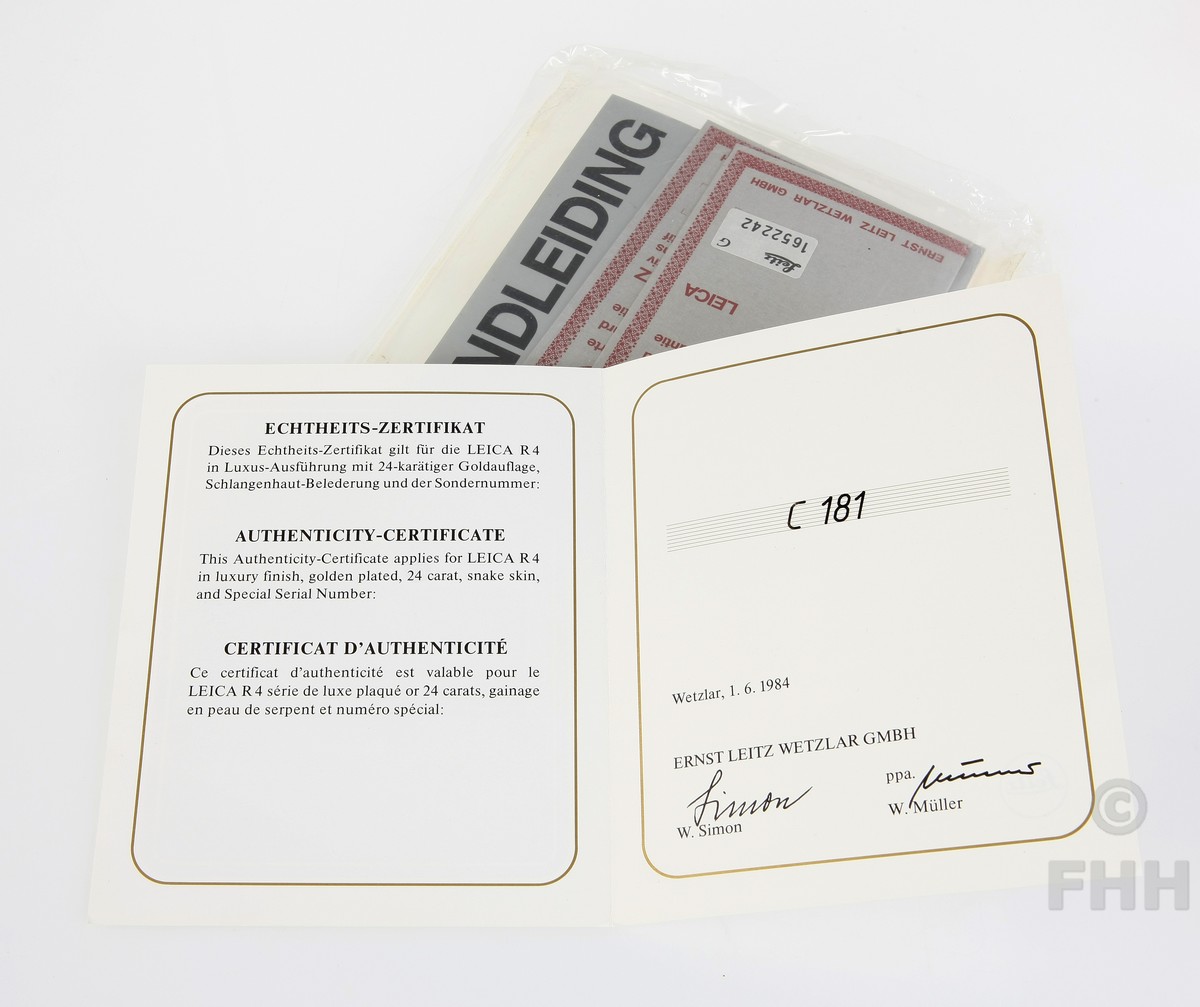 NDLEIDING
ERNST LEITZ WETZLAR GMBH
Leitz
1652242 G
LEICA
ECHTHEITS-ZERTIFIKAT
Dieses Echtheits-Zertifikat gilt für die LEICA R 4
in Luxus-Ausführung mit 24-karätiger Goldauflage,
Schlangenhaut-Belederung und der Sondernummer:
AUTHENTICITY-CERTIFICATE
This Authenticity-Certificate applies for LEICA R 4
in luxury finish, golden plated, 24 carat, snake skin,
and Special Serial Number:
CERTIFICAT D'AUTHENTICITÉ
Ce certificat d'authenticité est valable pour le
LEICA R 4 série de luxe plaqué or 24 carats, gainage
en peau de serpent et numéro spécial:
C 181
Wetzlar, 1. 6. 1984
ERNST LEITZ WETZLAR GMBH
Simon
ppa.
W. Simon
W. Müller
© FHH